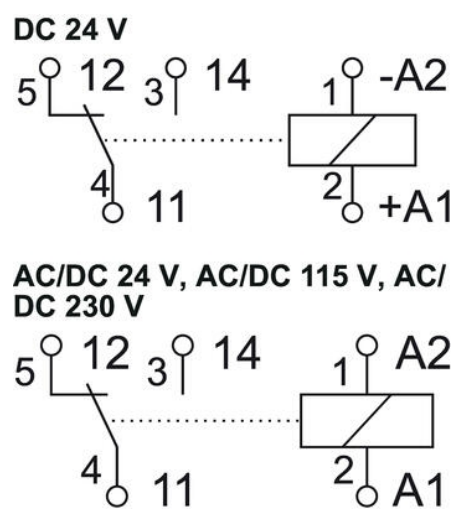 DC 24 V
5 12 3 14 1 -A2
4 11 2 +A1
AC/DC 24 V, AC/DC 115 V, AC/
DC 230 V
5 12 3 14 1 A2
4 11 2 A1